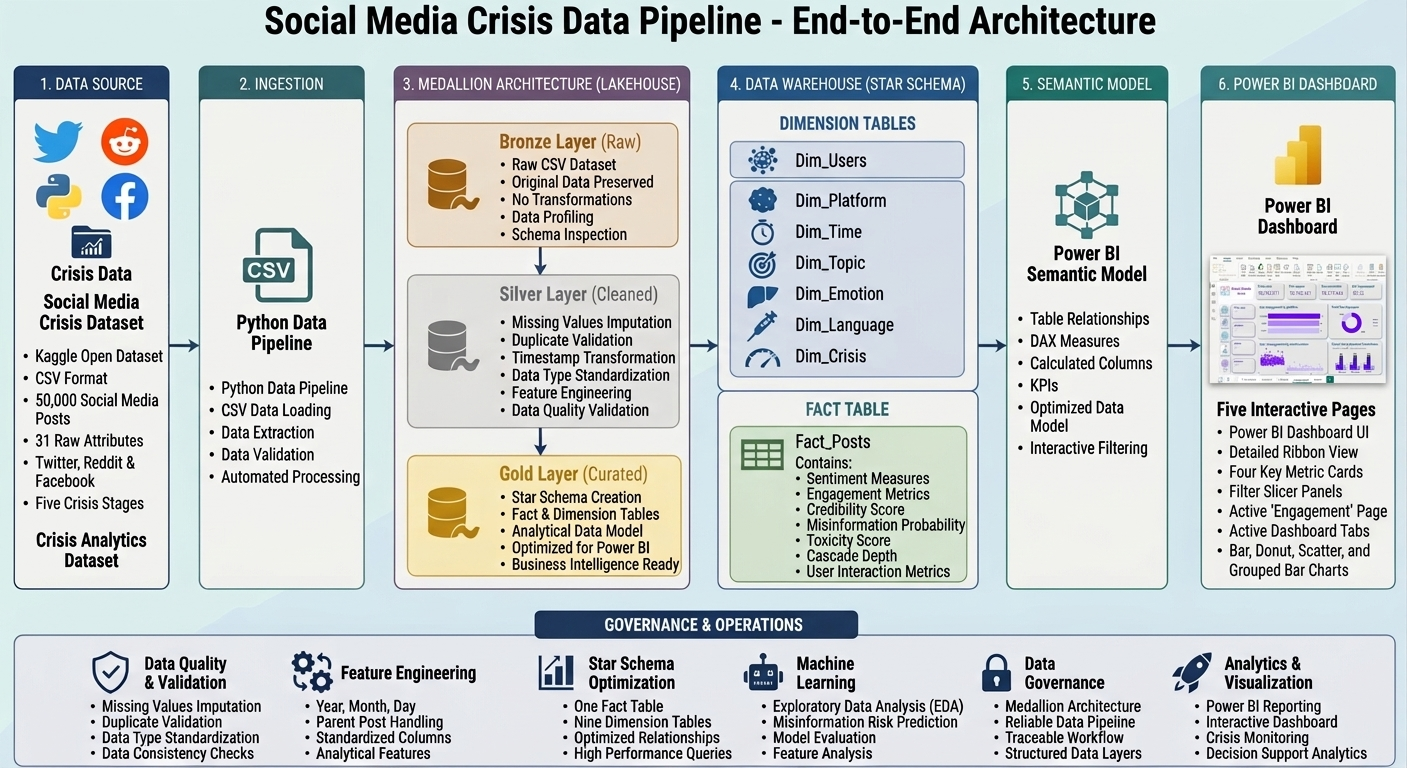 Social Media Crisis Data Pipeline - End-to-End Architecture
1. DATA SOURCE
Crisis Data
Social Media
Crisis Dataset
• Kaggle Open Dataset
• CSV Format
• 50,000 Social Media
Posts
• 31 Raw Attributes
• Twitter, Reddit &
Facebook
• Five Crisis Stages
Crisis Analytics
Dataset
2. INGESTION
CSV
Python Data
Pipeline
• Python Data Pipeline
• CSV Data Loading
• Data Extraction
• Data Validation
• Automated Processing
3. MEDALLION ARCHITECTURE (LAKEHOUSE)
Bronze Layer (Raw)
• Raw CSV Dataset
• Original Data Preserved
• No Transformations
• Data Profiling
• Schema Inspection
Silver Layer (Cleaned)
• Missing Values Imputation
• Duplicate Validation
• Timestamp Transformation
• Data Type Standardization
• Feature Engineering
• Data Quality Validation
Gold Layer (Curated)
• Star Schema Creation
• Fact & Dimension Tables
• Analytical Data Model
• Optimized for Power BI
• Business Intelligence Ready
4. DATA WAREHOUSE (STAR SCHEMA)
DIMENSION TABLES
Dim_Users
Dim_Platform
Dim_Time
Dim_Topic
Dim_Emotion
Dim_Language
Dim_Crisis
FACT TABLE
Fact_Posts
Contains:
• Sentiment Measures
• Engagement Metrics
• Credibility Score
• Misinformation Probability
• Toxicity Score
• Cascade Depth
• User Interaction Metrics
5. SEMANTIC MODEL
Power BI
Semantic Model
• Table Relationships
• DAX Measures
• Calculated Columns
• KPIs
• Optimized Data
Model
• Interactive Filtering
6. POWER BI DASHBOARD
Power BI
Dashboard
Five Interactive Pages
• Power BI Dashboard UI
• Detailed Ribbon View
• Four Key Metric Cards
• Filter Slicer Panels
• Active 'Engagement' Page
• Active Dashboard Tabs
• Bar, Donut, Scatter, and
Grouped Bar Charts
GOVERNANCE & OPERATIONS
Data Quality
& Validation
• Missing Values Imputation
• Duplicate Validation
• Data Type Standardization
• Data Consistency Checks
Feature Engineering
• Year, Month, Day
• Parent Post Handling
• Standardized Columns
• Analytical Features
Star Schema
Optimization
• One Fact Table
• Nine Dimension Tables
• Optimized Relationships
• High Performance Queries
Machine
Learning
• Exploratory Data Analysis (EDA)
• Misinformation Risk Prediction
• Model Evaluation
• Feature Analysis
Data
Governance
• Medallion Architecture
• Reliable Data Pipeline
• Traceable Workflow
• Structured Data Layers
Analytics &
Visualization
• Power BI Reporting
• Interactive Dashboard
• Crisis Monitoring
• Decision Support Analytics